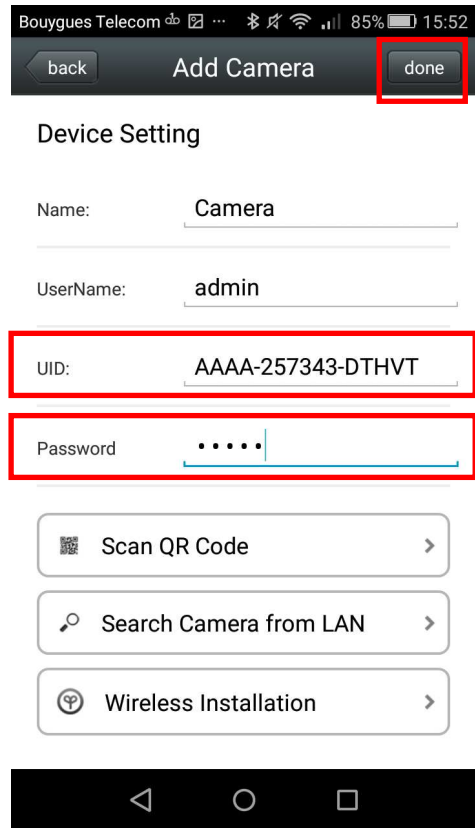 Bouygues Telecom ... 85% 15:52
back Add Camera done
Device Setting
Name: Camera
UserName: admin
UID: AAAA-257343-DTHVT
Password •••••
Scan QR Code
Search Camera from LAN
Wireless Installation